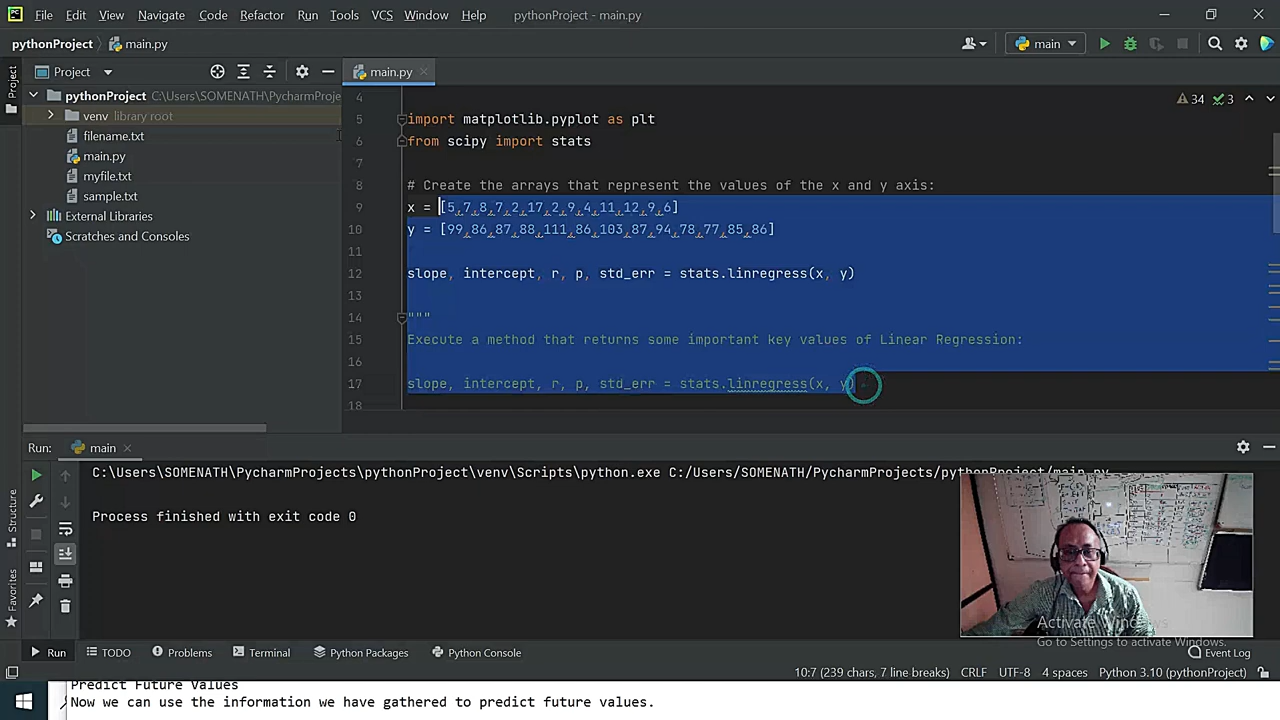 File Edit View Navigate Code Refactor Run Tools VCS Window Help pythonProject - main.py
pythonProject main.py main
Project main.py
4
pythonProject C:\Users\SOMENATH\PycharmProje
venv library root
filename.txt
main.py
myfile.txt
sample.txt
External Libraries
Scratches and Consoles
34 3
5 import matplotlib.pyplot as plt
6 from scipy import stats
7
8 # Create the arrays that represent the values of the x and y axis:
9 x = [5,7,8,7,2,17,2,9,4,11,12,9,6]
10 y = [99,86,87,88,111,86,103,87,94,78,77,85,86]
11
12 slope, intercept, r, p, std_err = stats.linregress(x, y)
13
14 """
15 Execute a method that returns some important key values of Linear Regression:
16
17 slope, intercept, r, p, std_err = stats.linregress(x, y)
18
Run: main
C:\Users\SOMENATH\PycharmProjects\pythonProject\venv\Scripts\python.exe C:/Users/SOMENATH/PycharmProjects/pythonProject/main.py
Process finished with exit code 0
Project
Structure
Favorites
Activate Windows
Go to Settings to activate Windows.
Run TODO Problems Terminal Python Packages Python Console Event Log
10:7 (239 chars, 7 line breaks) CRLF UTF-8 4 spaces Python 3.10 (pythonProject)
Predict Future Values
Now we can use the information we have gathered to predict future values.